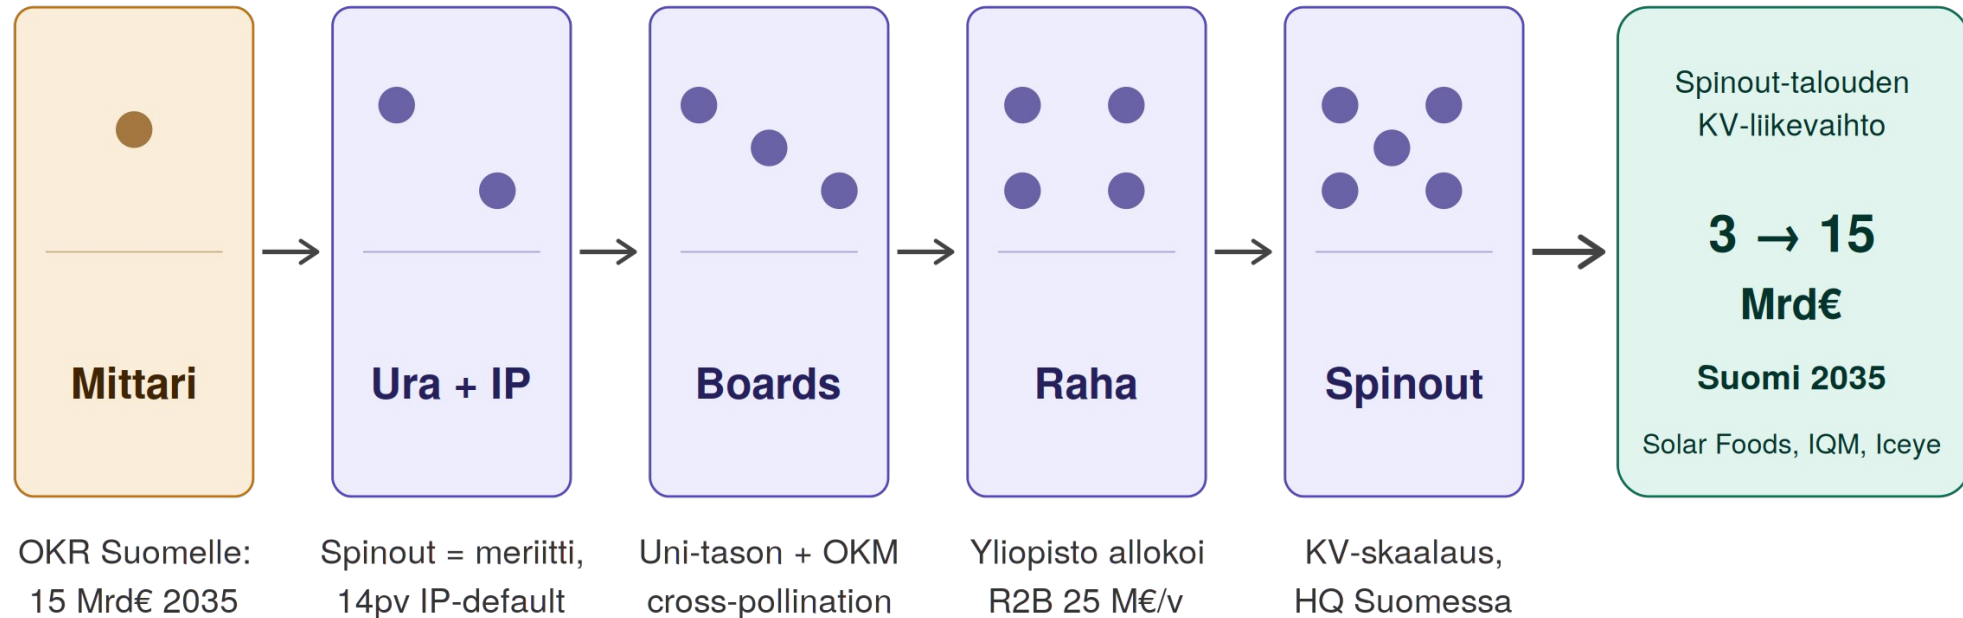 Mittari
OKR Suomelle:
15 Mrd€ 2035
Ura + IP
Spinout = meriitti,
14pv IP-default
Boards
Uni-tason + OKM
cross-pollination
Raha
Yliopisto allokoi
R2B 25 M€/v
Spinout
KV-skaalaus,
HQ Suomessa
Spinout-talouden
KV-liikevaihto
3 → 15
Mrd€
Suomi 2035
Solar Foods, IQM, Iceye